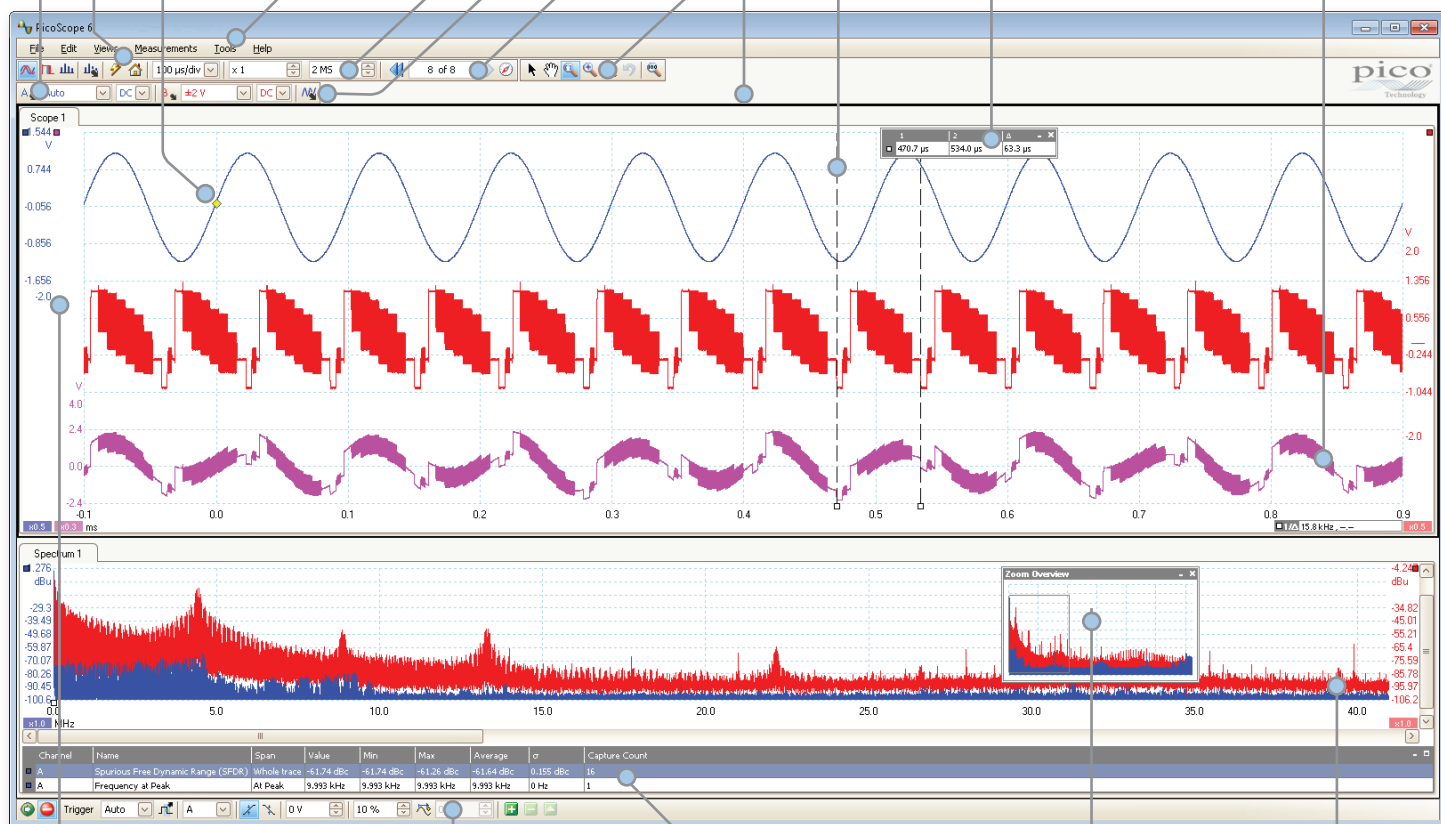 PicoScope 6
File Edit Views Measurements Tools Help
100 µs/div x 1 2 MS 8 of 8
pico
Technology
A Auto DC B ±2 V DC
Scope 1
1.544
V
0.744
-0.056
-0.856
-1.656
-2.0
1 2 Δ
470.7 µs 534.0 µs 63.3 µs
V
2.0
1.356
0.556
-0.244
-1.044
-2.0
V
4.0
2.4
0.0
-2.4
-0.1 0.0 0.1 0.2 0.3 0.4 0.5 0.6 0.7 0.8 0.9
x0.5 x0.3 ms
1/Δ 15.8 kHz , --.-- x0.5
Spectrum 1
1.276
dBu
-29.3
-39.49
-49.68
-59.87
-70.07
-80.26
-90.45
-100.6
Zoom Overview
dBu
-34.82
-45.01
-55.21
-65.4
-75.59
-85.78
-95.97
-106.2
0.0 5.0 10.0 15.0 20.0 25.0 30.0 35.0 40.0
x1.0 MHz
x1.0
Channel Name Span Value Min Max Average σ Capture Count
A Spurious Free Dynamic Range (SFDR) Whole trace -61.74 dBc -61.74 dBc -61.26 dBc -61.64 dBc 0.155 dBc 16
A Frequency at Peak At Peak 9.993 kHz 9.993 kHz 9.993 kHz 9.993 kHz 0 Hz 1
Trigger Auto A 0 V 10 %